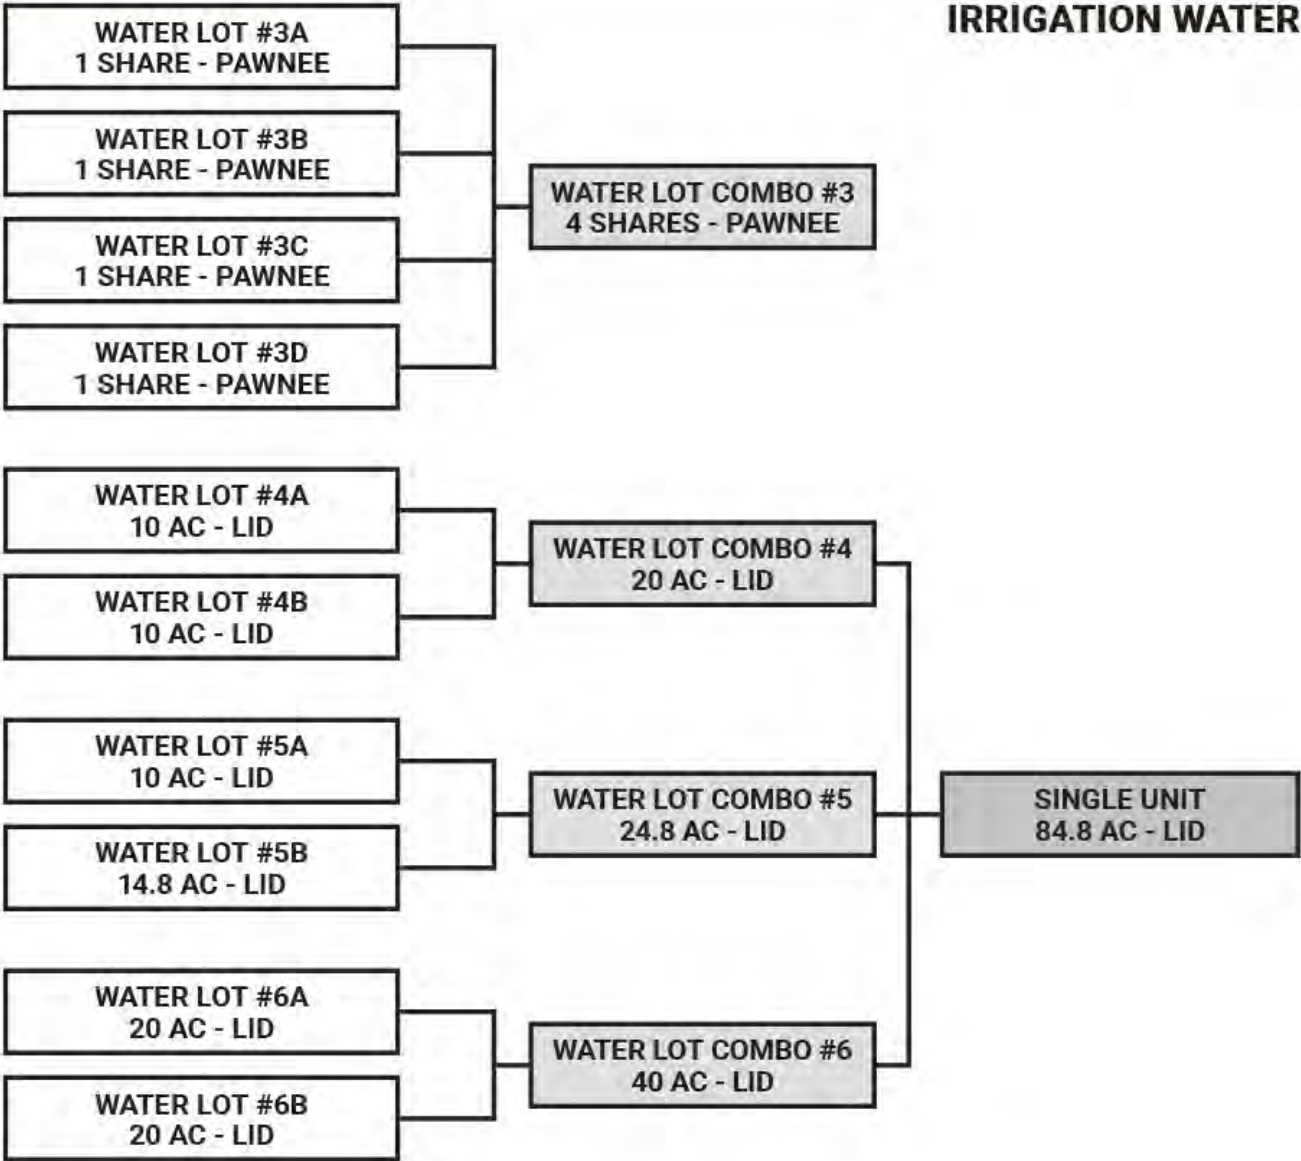 IRRIGATION WATER
WATER LOT #3A
1 SHARE - PAWNEE
WATER LOT #3B
1 SHARE - PAWNEE
WATER LOT #3C
1 SHARE - PAWNEE
WATER LOT #3D
1 SHARE - PAWNEE
WATER LOT COMBO #3
4 SHARES - PAWNEE
WATER LOT #4A
10 AC - LID
WATER LOT #4B
10 AC - LID
WATER LOT COMBO #4
20 AC - LID
WATER LOT #5A
10 AC - LID
WATER LOT #5B
14.8 AC - LID
WATER LOT COMBO #5
24.8 AC - LID
WATER LOT #6A
20 AC - LID
WATER LOT #6B
20 AC - LID
WATER LOT COMBO #6
40 AC - LID
SINGLE UNIT
84.8 AC - LID